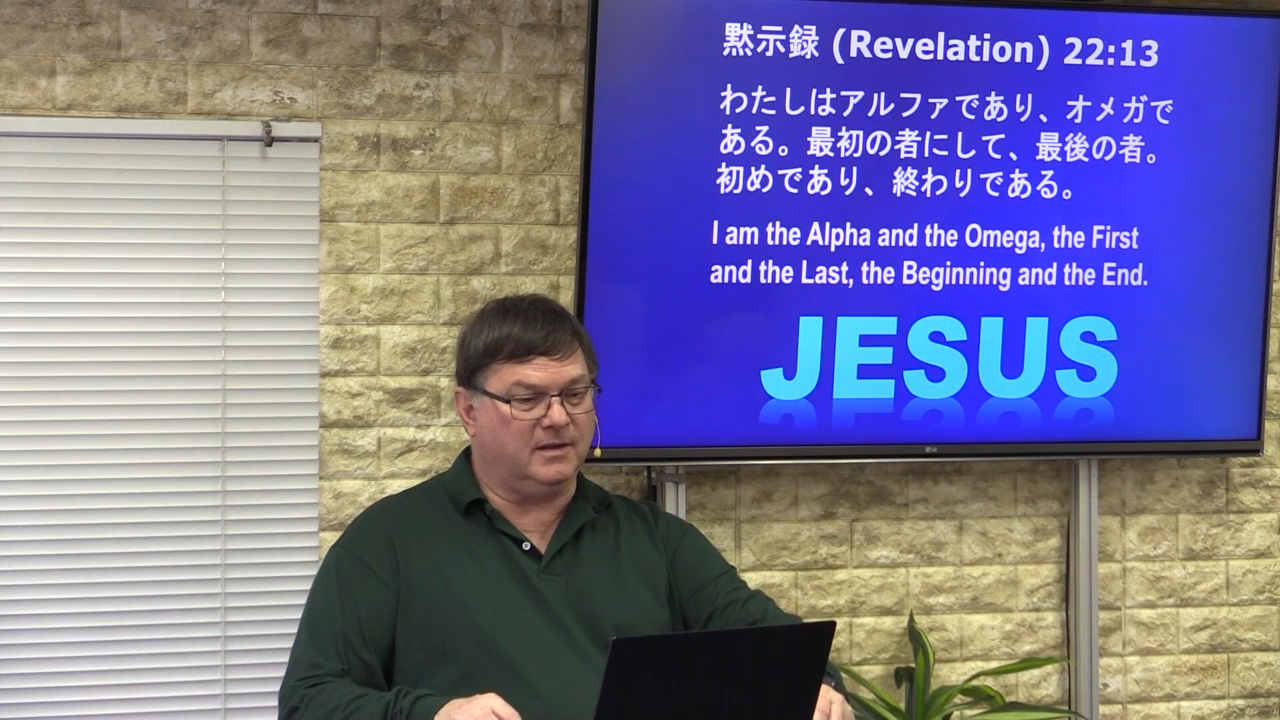 黙示録 (Revelation) 22:13
わたしはアルファであり、オメガで
ある。最初の者にして、最後の者。
初めであり、終わりである。
I am the Alpha and the Omega, the First
and the Last, the Beginning and the End.
JESUS
LG